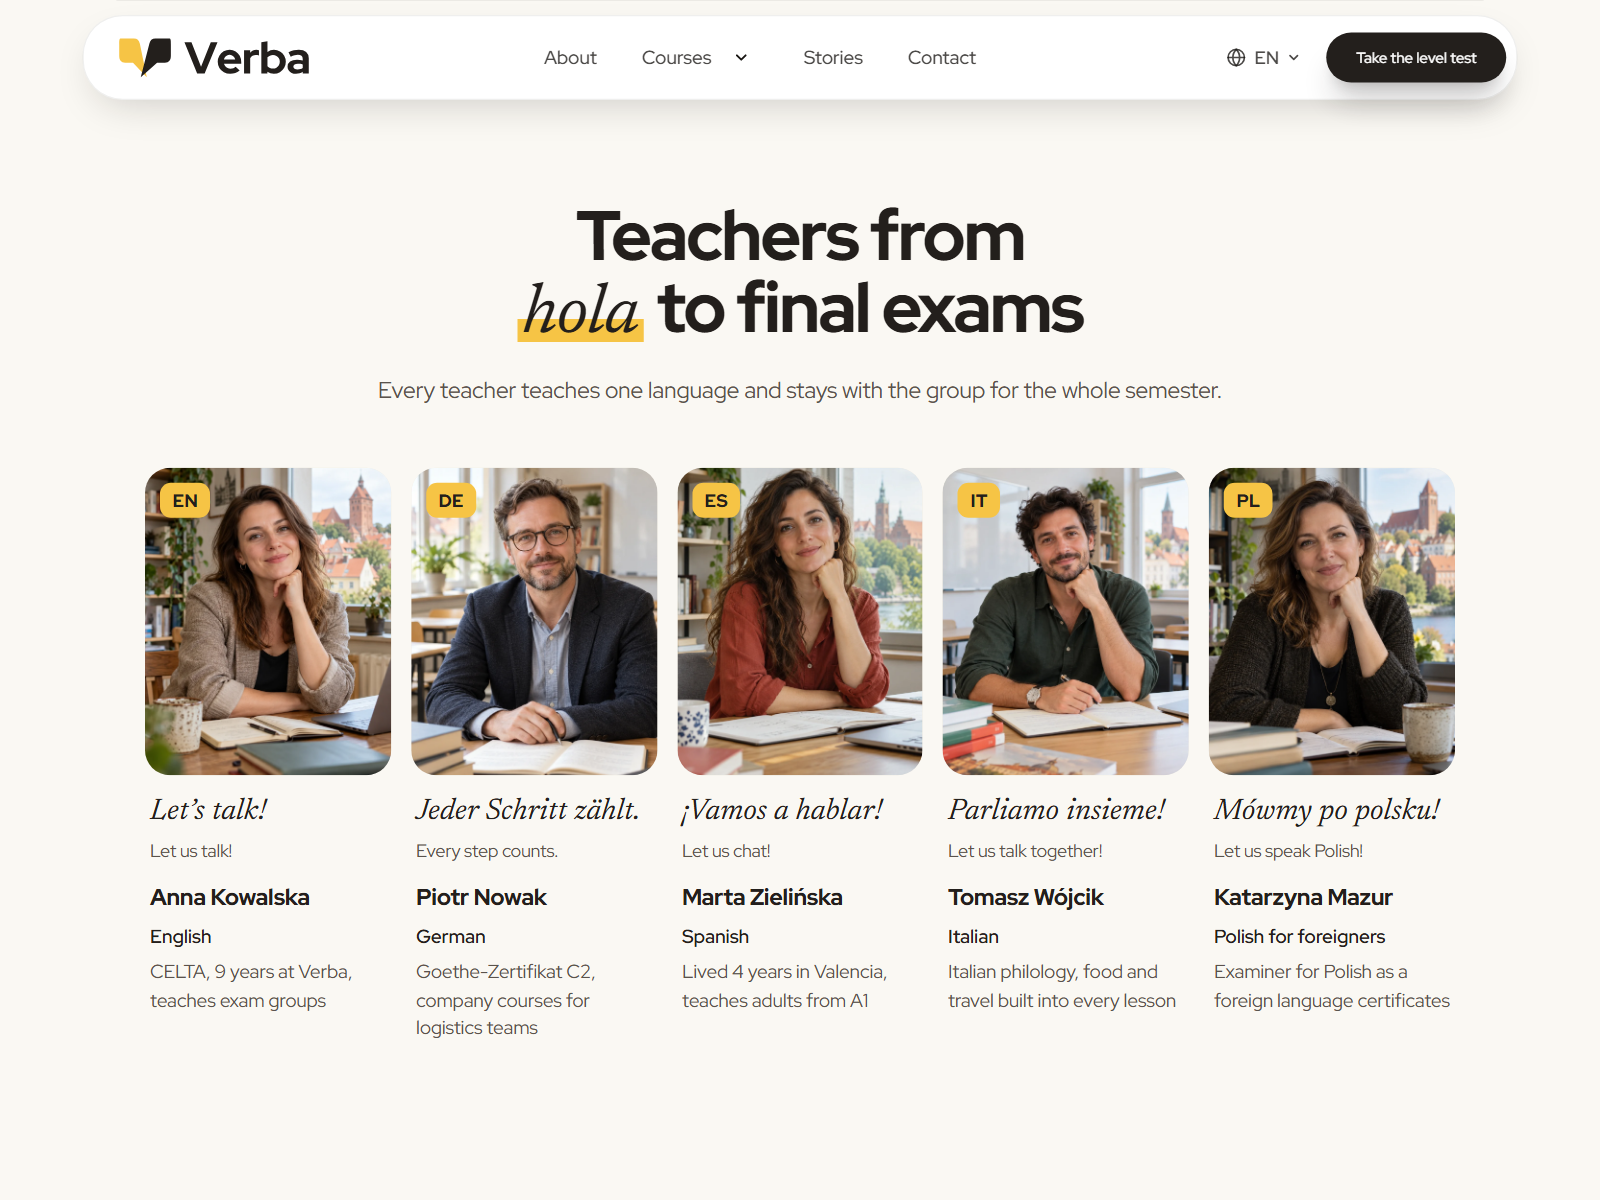 Verba
About
Courses
Stories
Contact
EN
Take the level test
Teachers from
hola to final exams
Every teacher teaches one language and stays with the group for the whole semester.
EN
DE
ES
IT
PL
Let's talk!
Let us talk!
Anna Kowalska
English
CELTA, 9 years at Verba,
teaches exam groups
Jeder Schritt zählt.
Every step counts.
Piotr Nowak
German
Goethe-Zertifikat C2,
company courses for
logistics teams
¡Vamos a hablar!
Let us chat!
Marta Zielińska
Spanish
Lived 4 years in Valencia,
teaches adults from A1
Parliamo insieme!
Let us talk together!
Tomasz Wójcik
Italian
Italian philology, food and
travel built into every lesson
Mówmy po polsku!
Let us speak Polish!
Katarzyna Mazur
Polish for foreigners
Examiner for Polish as a
foreign language certificates